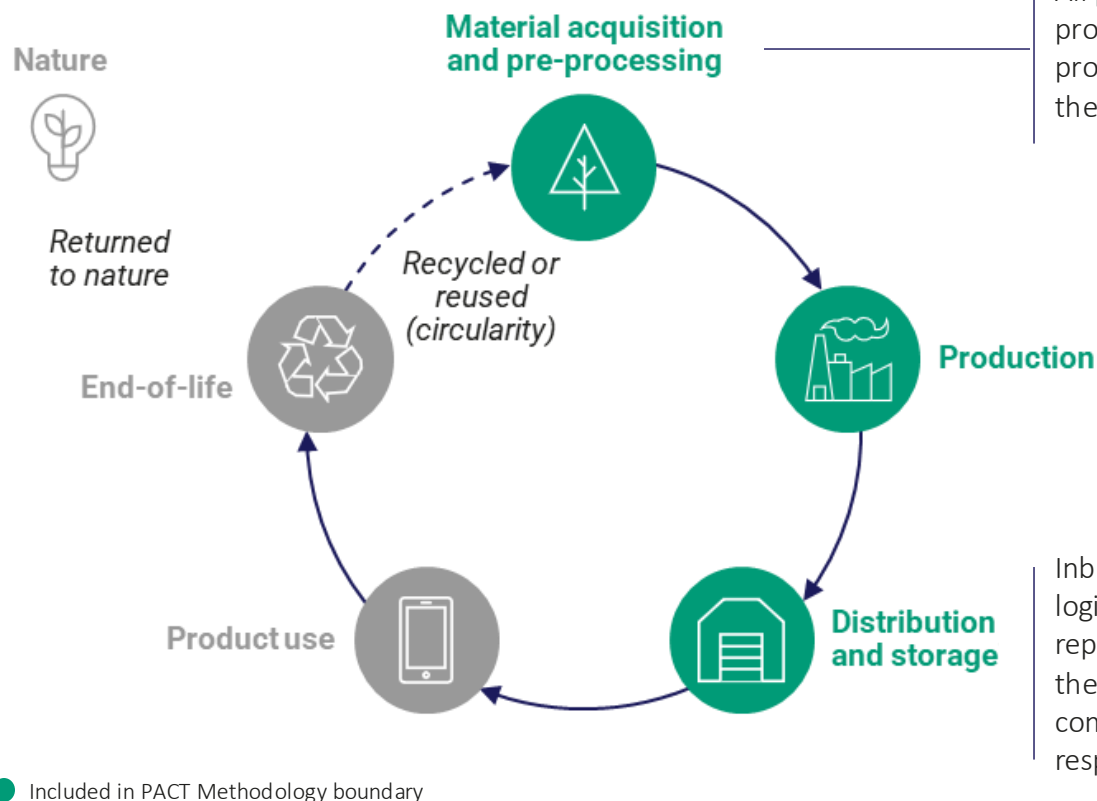 Material acquisition
and pre-processing
Nature
the
Returned
to nature
Recycled or
reused
(circularity)
End-of-life
Production
Product use
Distribution
and storage
Included in PACT Methodology boundary